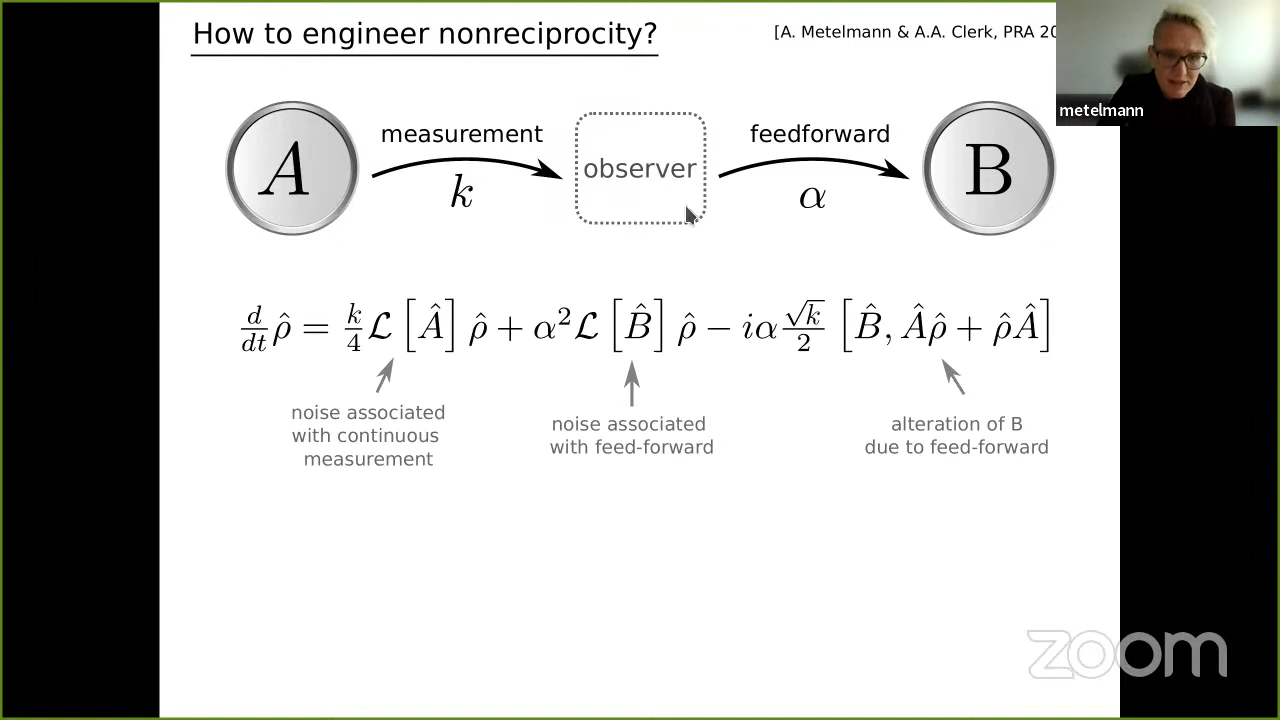 How to engineer nonreciprocity?
[A. Metelmann & A.A. Clerk, PRA 20
metelmann
A
measurement
k
observer
feedforward
α
B
d/dt ρ̂ = k/4 ℒ[Â] ρ̂ + α² ℒ[B̂] ρ̂ − iα √k/2 [B̂, Âρ̂ + ρ̂Â]
noise associated
with continuous
measurement
noise associated
with feed-forward
alteration of B
due to feed-forward
zoom